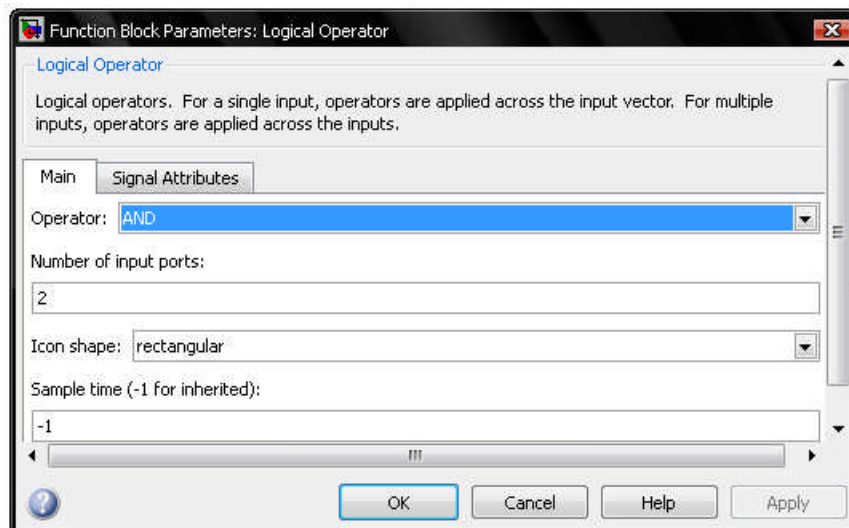 Function Block Parameters: Logical Operator
Logical Operator
Logical operators. For a single input, operators are applied across the input vector. For multiple
inputs, operators are applied across the inputs.
Main Signal Attributes
Operator: AND
Number of input ports:
2
Icon shape: rectangular
Sample time (-1 for inherited):
-1
OK Cancel Help Apply